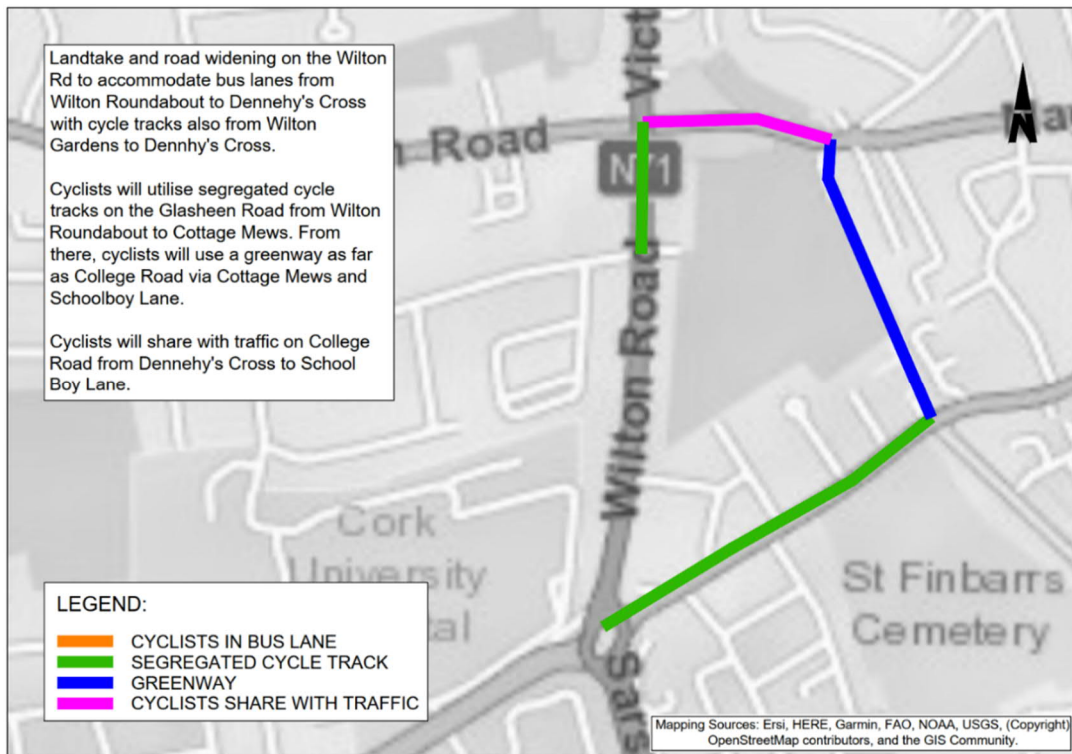 Landtake and road widening on the Wilton
Rd to accommodate bus lanes from
Wilton Roundabout to Dennehy's Cross
with cycle tracks also from Wilton
Gardens to Dennhy's Cross.
Cyclists will utilise segregated cycle
tracks on the Glasheen Road from Wilton
Roundabout to Cottage Mews. From
there, cyclists will use a greenway as far
as College Road via Cottage Mews and
Schoolboy Lane.
Cyclists will share with traffic on College
Road from Dennehy's Cross to School
Boy Lane.
Vict
Road
N71
N
Wilton Road
Cork
University
tal
St Finbarrs
Cemetery
Sars
LEGEND:
CYCLISTS IN BUS LANE
SEGREGATED CYCLE TRACK
GREENWAY
CYCLISTS SHARE WITH TRAFFIC
Mapping Sources: Ersi, HERE, Garmin, FAO, NOAA, USGS, (Copyright)
OpenStreetMap contributors, and the GIS Community.